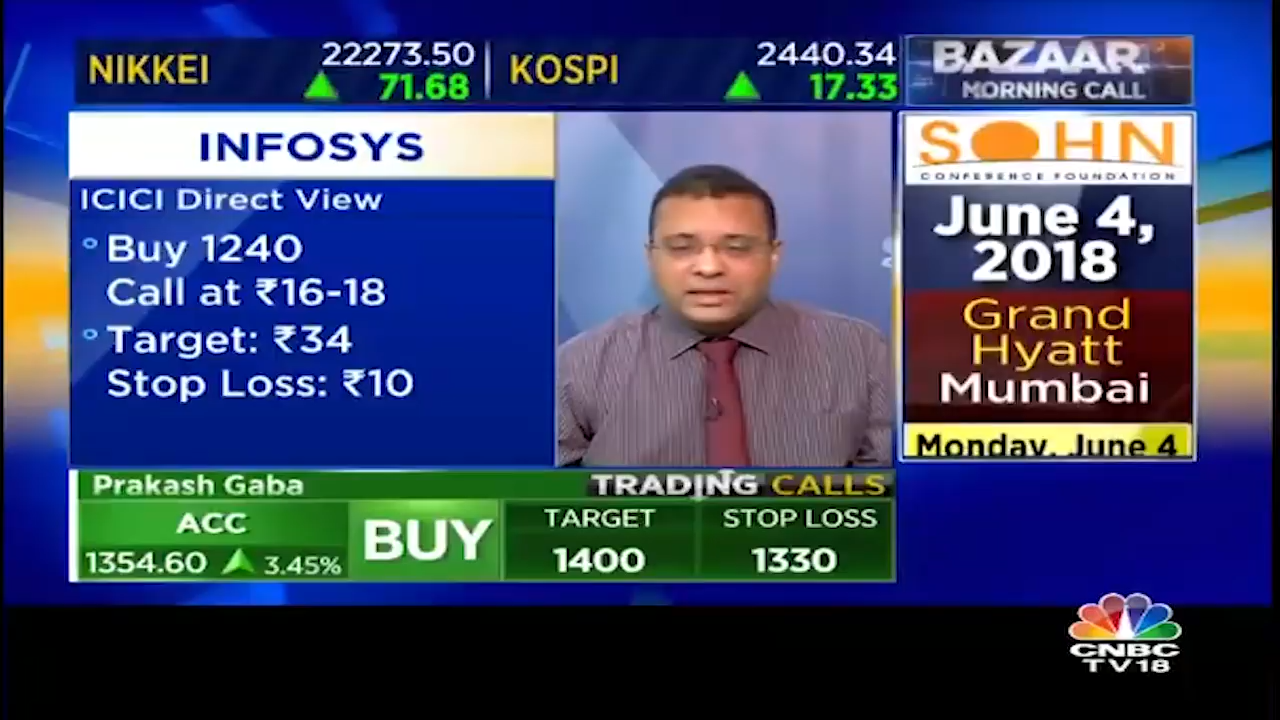 NIKKEI 22273.50 ▲ 71.68
KOSPI 2440.34 ▲ 17.33
BAZAAR
MORNING CALL
INFOSYS
ICICI Direct View
° Buy 1240
Call at ₹16-18
° Target: ₹34
Stop Loss: ₹10
SOHN
CONFERENCE FOUNDATION
June 4,
2018
Grand
Hyatt
Mumbai
Monday, June 4
Prakash Gaba
TRADING CALLS
ACC
1354.60 ▲ 3.45%
BUY
TARGET
1400
STOP LOSS
1330
CNBC
TV18